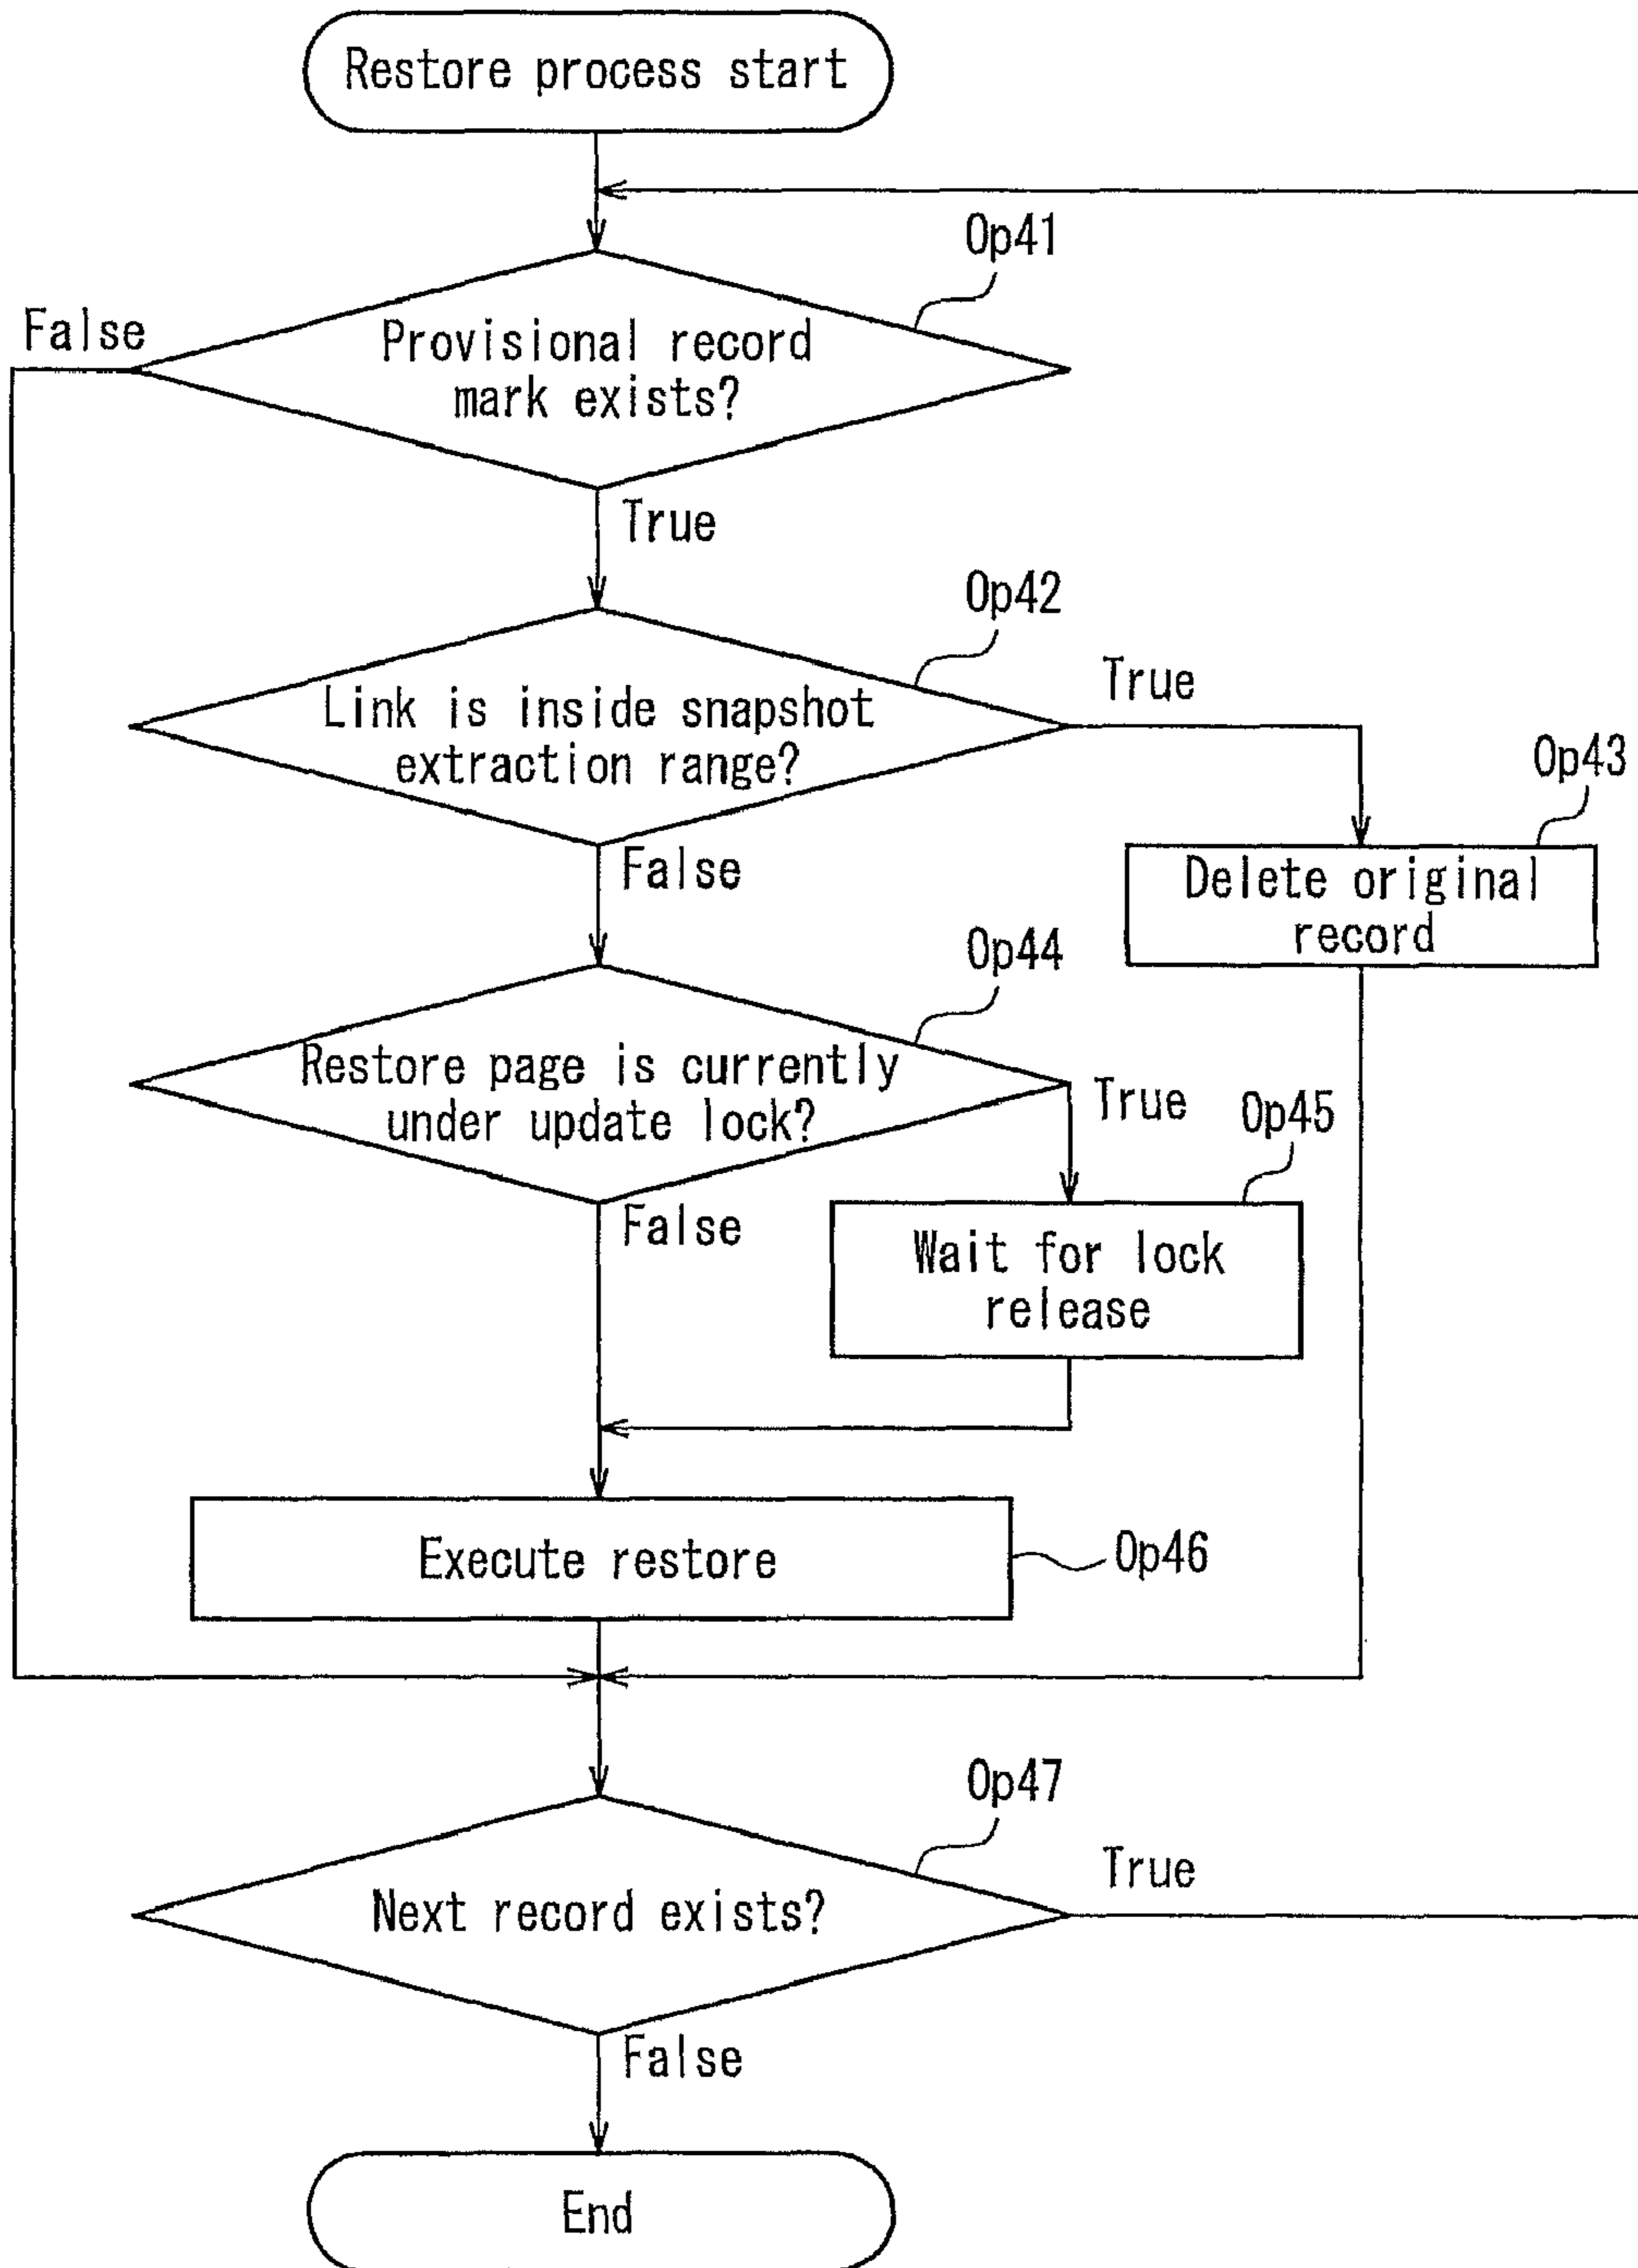 Restore process start
Op41
False
Provisional record
mark exists?
True
Op42
True
Link is inside snapshot
extraction range?
Op43
False
Delete original
record
Op44
Restore page is currently
under update lock?
True
Op45
False
Wait for lock
release
Execute restore
Op46
Op47
True
Next record exists?
False
End